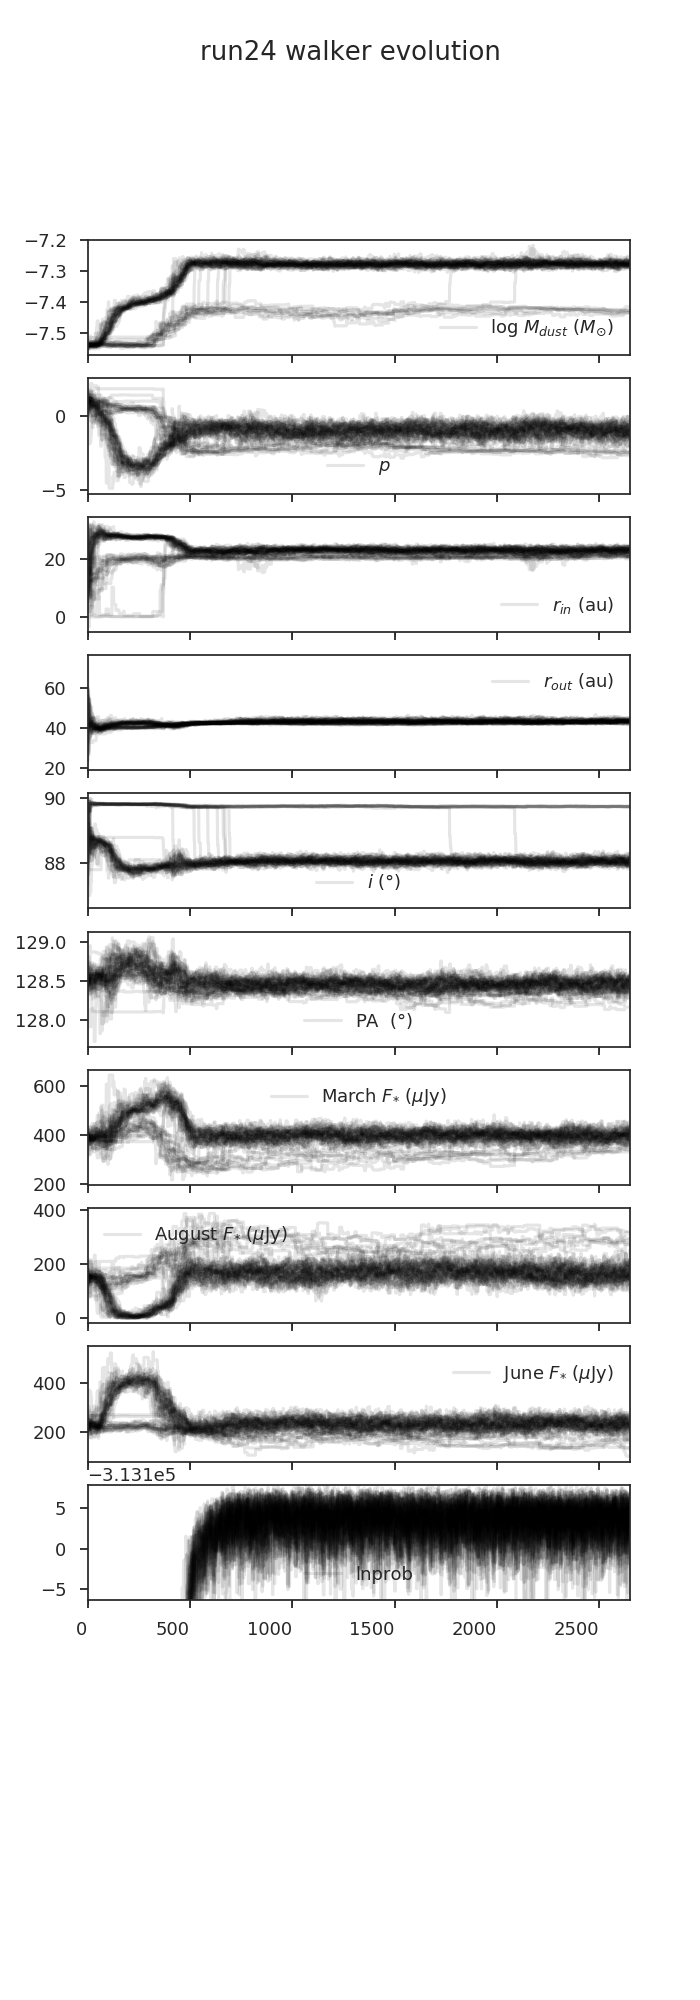 run24 walker evolution
−7.2
−7.3
−7.4
−7.5
log M_dust (M_⊙)
0
−5
p
20
0
r_in (au)
60
40
20
r_out (au)
90
88
i (°)
129.0
128.5
128.0
PA (°)
600
400
200
March F_* (μJy)
400
200
0
August F_* (μJy)
400
200
June F_* (μJy)
−3.131e5
5
0
−5
lnprob
0 500 1000 1500 2000 2500